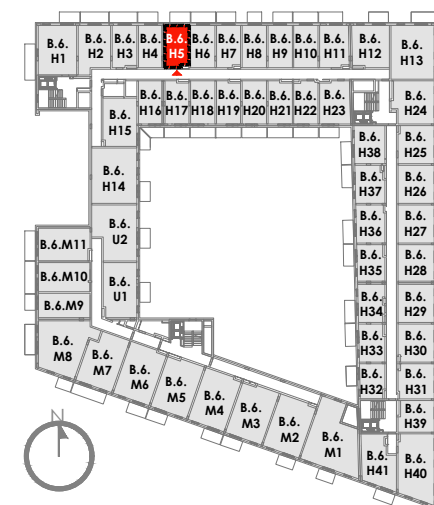 B.6.
H1
B.6.
H2
B.6.
H3
B.6.
H4
B.6.
H5
B.6.
H6
B.6.
H7
B.6.
H8
B.6.
H9
B.6.
H10
B.6.
H11
B.6.
H12
B.6.
H13
B.6.
H15
B.6.
H16
B.6.
H17
B.6.
H18
B.6.
H19
B.6.
H20
B.6.
H21
B.6.
H22
B.6.
H23
B.6.
H24
B.6.
H38
B.6.
H25
B.6.
H14
B.6.
H37
B.6.
H26
B.6.
U2
B.6.
H36
B.6.
H27
B.6.M11
B.6.
H35
B.6.
H28
B.6.M10
B.6.
U1
B.6.
H34
B.6.
H29
B.6.M9
B.6.
M8
B.6.
M7
B.6.
M6
B.6.
M5
B.6.
M4
B.6.
M3
B.6.
M2
B.6.
M1
B.6.
H33
B.6.
H30
B.6.
H32
B.6.
H31
B.6.
H39
B.6.
H41
B.6.
H40
N